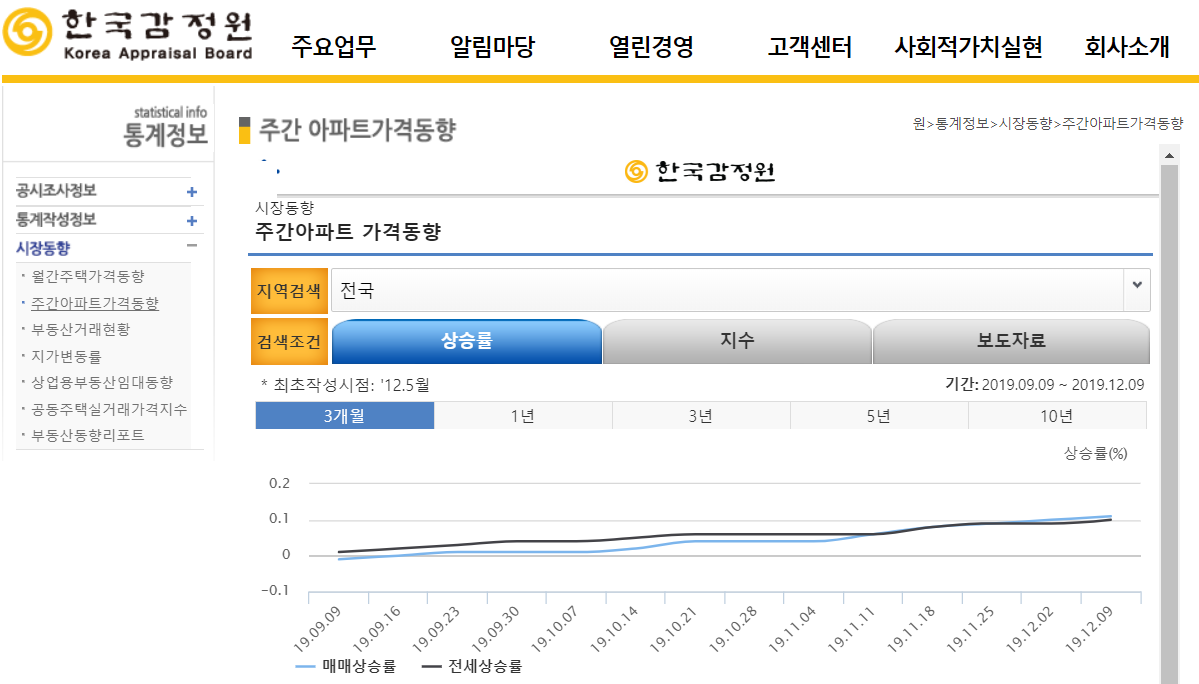 한국감정원
Korea Appraisal Board
주요업무 알림마당 열린경영 고객센터 사회적가치실현 회사소개
statistical info
통계정보
공시조사정보 +
통계작성정보 +
시장동향 −
· 월간주택가격동향
· 주간아파트가격동향
· 부동산거래현황
· 지가변동률
· 상업용부동산임대동향
· 공동주택실거래가격지수
· 부동산동향리포트
주간 아파트가격동향
원>통계정보>시장동향>주간아파트가격동향
한국감정원
시장동향
주간아파트 가격동향
지역검색 전국
검색조건 상승률 지수 보도자료
* 최초작성시점: '12.5월 기간: 2019.09.09 ~ 2019.12.09
3개월 1년 3년 5년 10년
상승률(%)
0.2
0.1
0
−0.1
19.09.09 19.09.16 19.09.23 19.09.30 19.10.07 19.10.14 19.10.21 19.10.28 19.11.04 19.11.11 19.11.18 19.11.25 19.12.02 19.12.09
매매상승률 전세상승률